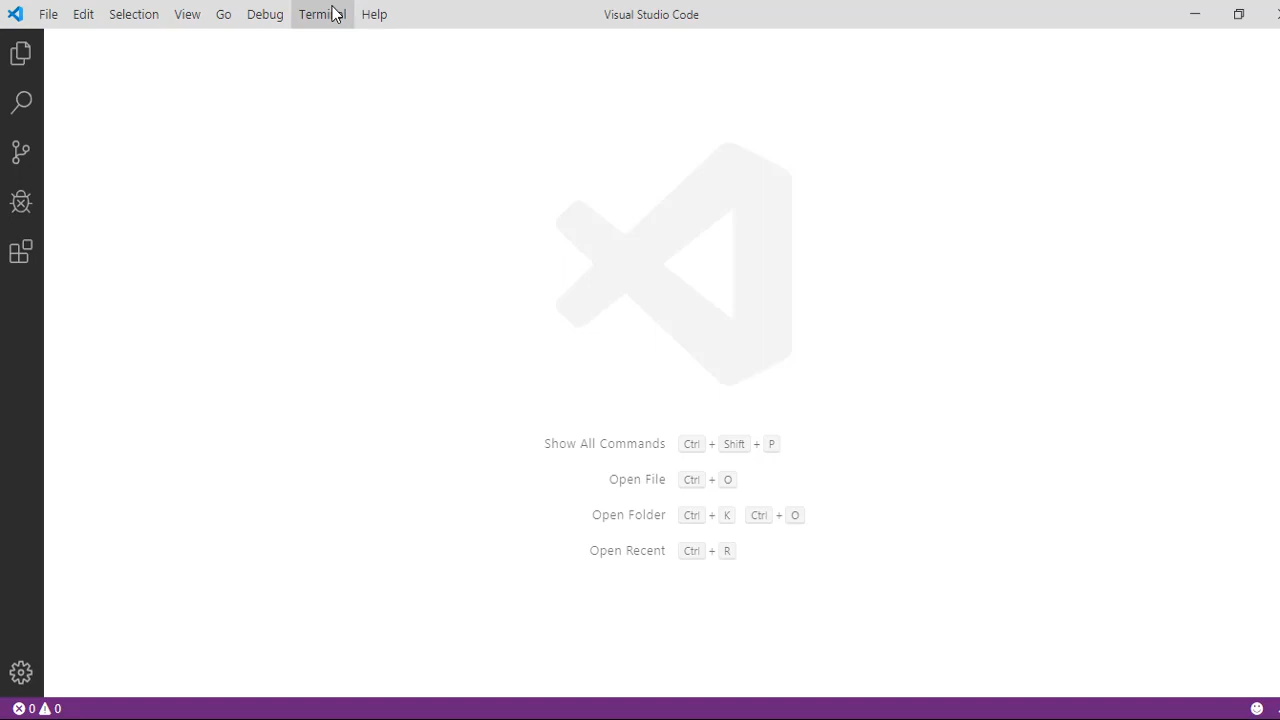 File Edit Selection View Go Debug Terminal Help Visual Studio Code
Show All Commands Ctrl + Shift + P
Open File Ctrl + O
Open Folder Ctrl + K Ctrl + O
Open Recent Ctrl + R
0 0